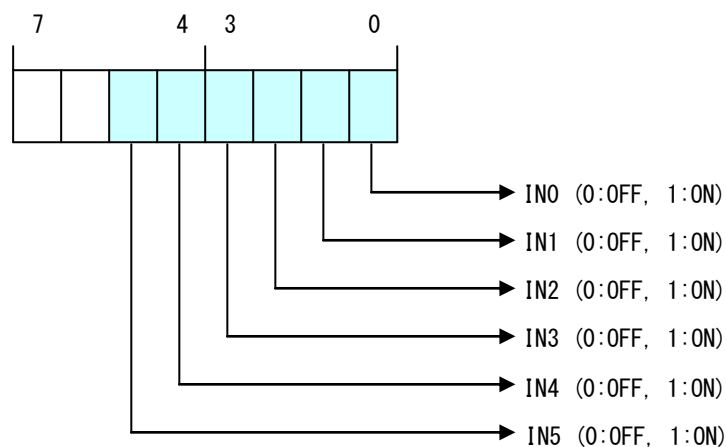 7 4 3 0
IN0 (0:OFF, 1:ON)
IN1 (0:OFF, 1:ON)
IN2 (0:OFF, 1:ON)
IN3 (0:OFF, 1:ON)
IN4 (0:OFF, 1:ON)
IN5 (0:OFF, 1:ON)